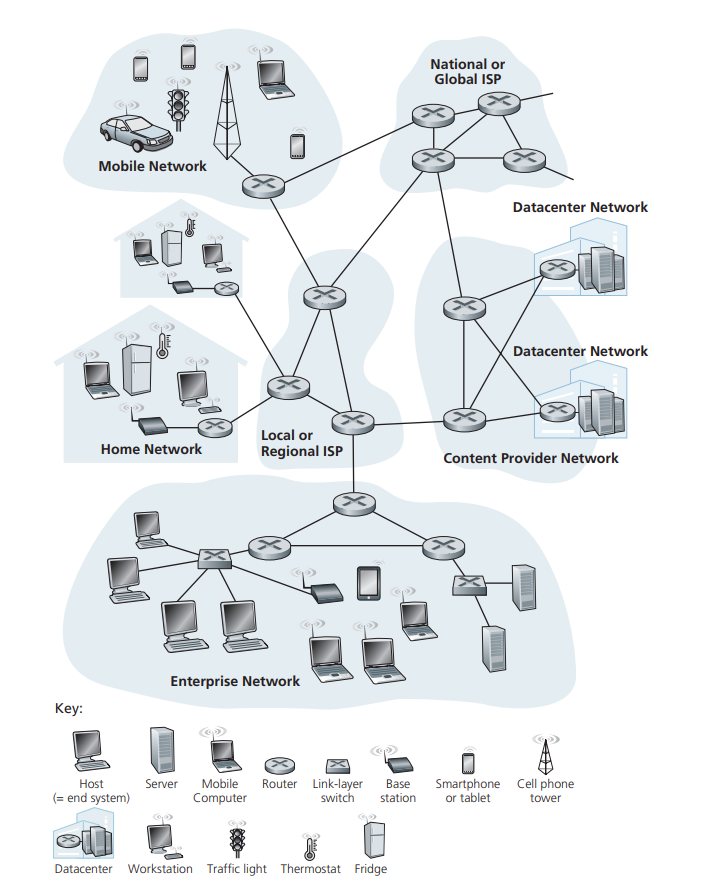 National or
Global ISP
Mobile Network
Datacenter Network
Datacenter Network
Home Network
Local or
Regional ISP
Content Provider Network
Enterprise Network
Key:
Host
(= end system)
Server
Mobile
Computer
Router
Link-layer
switch
Base
station
Smartphone
or tablet
Cell phone
tower
Datacenter
Workstation
Traffic light
Thermostat
Fridge